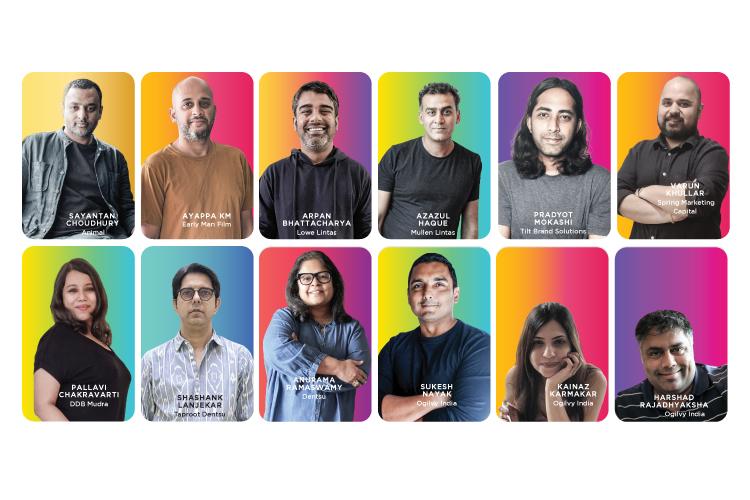 SAYANTAN
CHOUDHURY
Animal
AYAPPA KM
Early Man Film
ARPAN
BHATTACHARYA
Lowe Lintas
AZAZUL
HAQUE
Mullen Lintas
PRADYOT
MOKASHI
Tilt Brand Solutions
VARUN
KHULLAR
Spring Marketing
Capital
PALLAVI
CHAKRAVARTI
DDB Mudra
SHASHANK
LANJEKAR
Taproot Dentsu
ANURAMA
RAMASWAMY
Dentsu
SUKESH
NAYAK
Ogilvy India
KAINAZ
KARMAKAR
Ogilvy India
HARSHAD
RAJADHYAKSHA
Ogilvy India